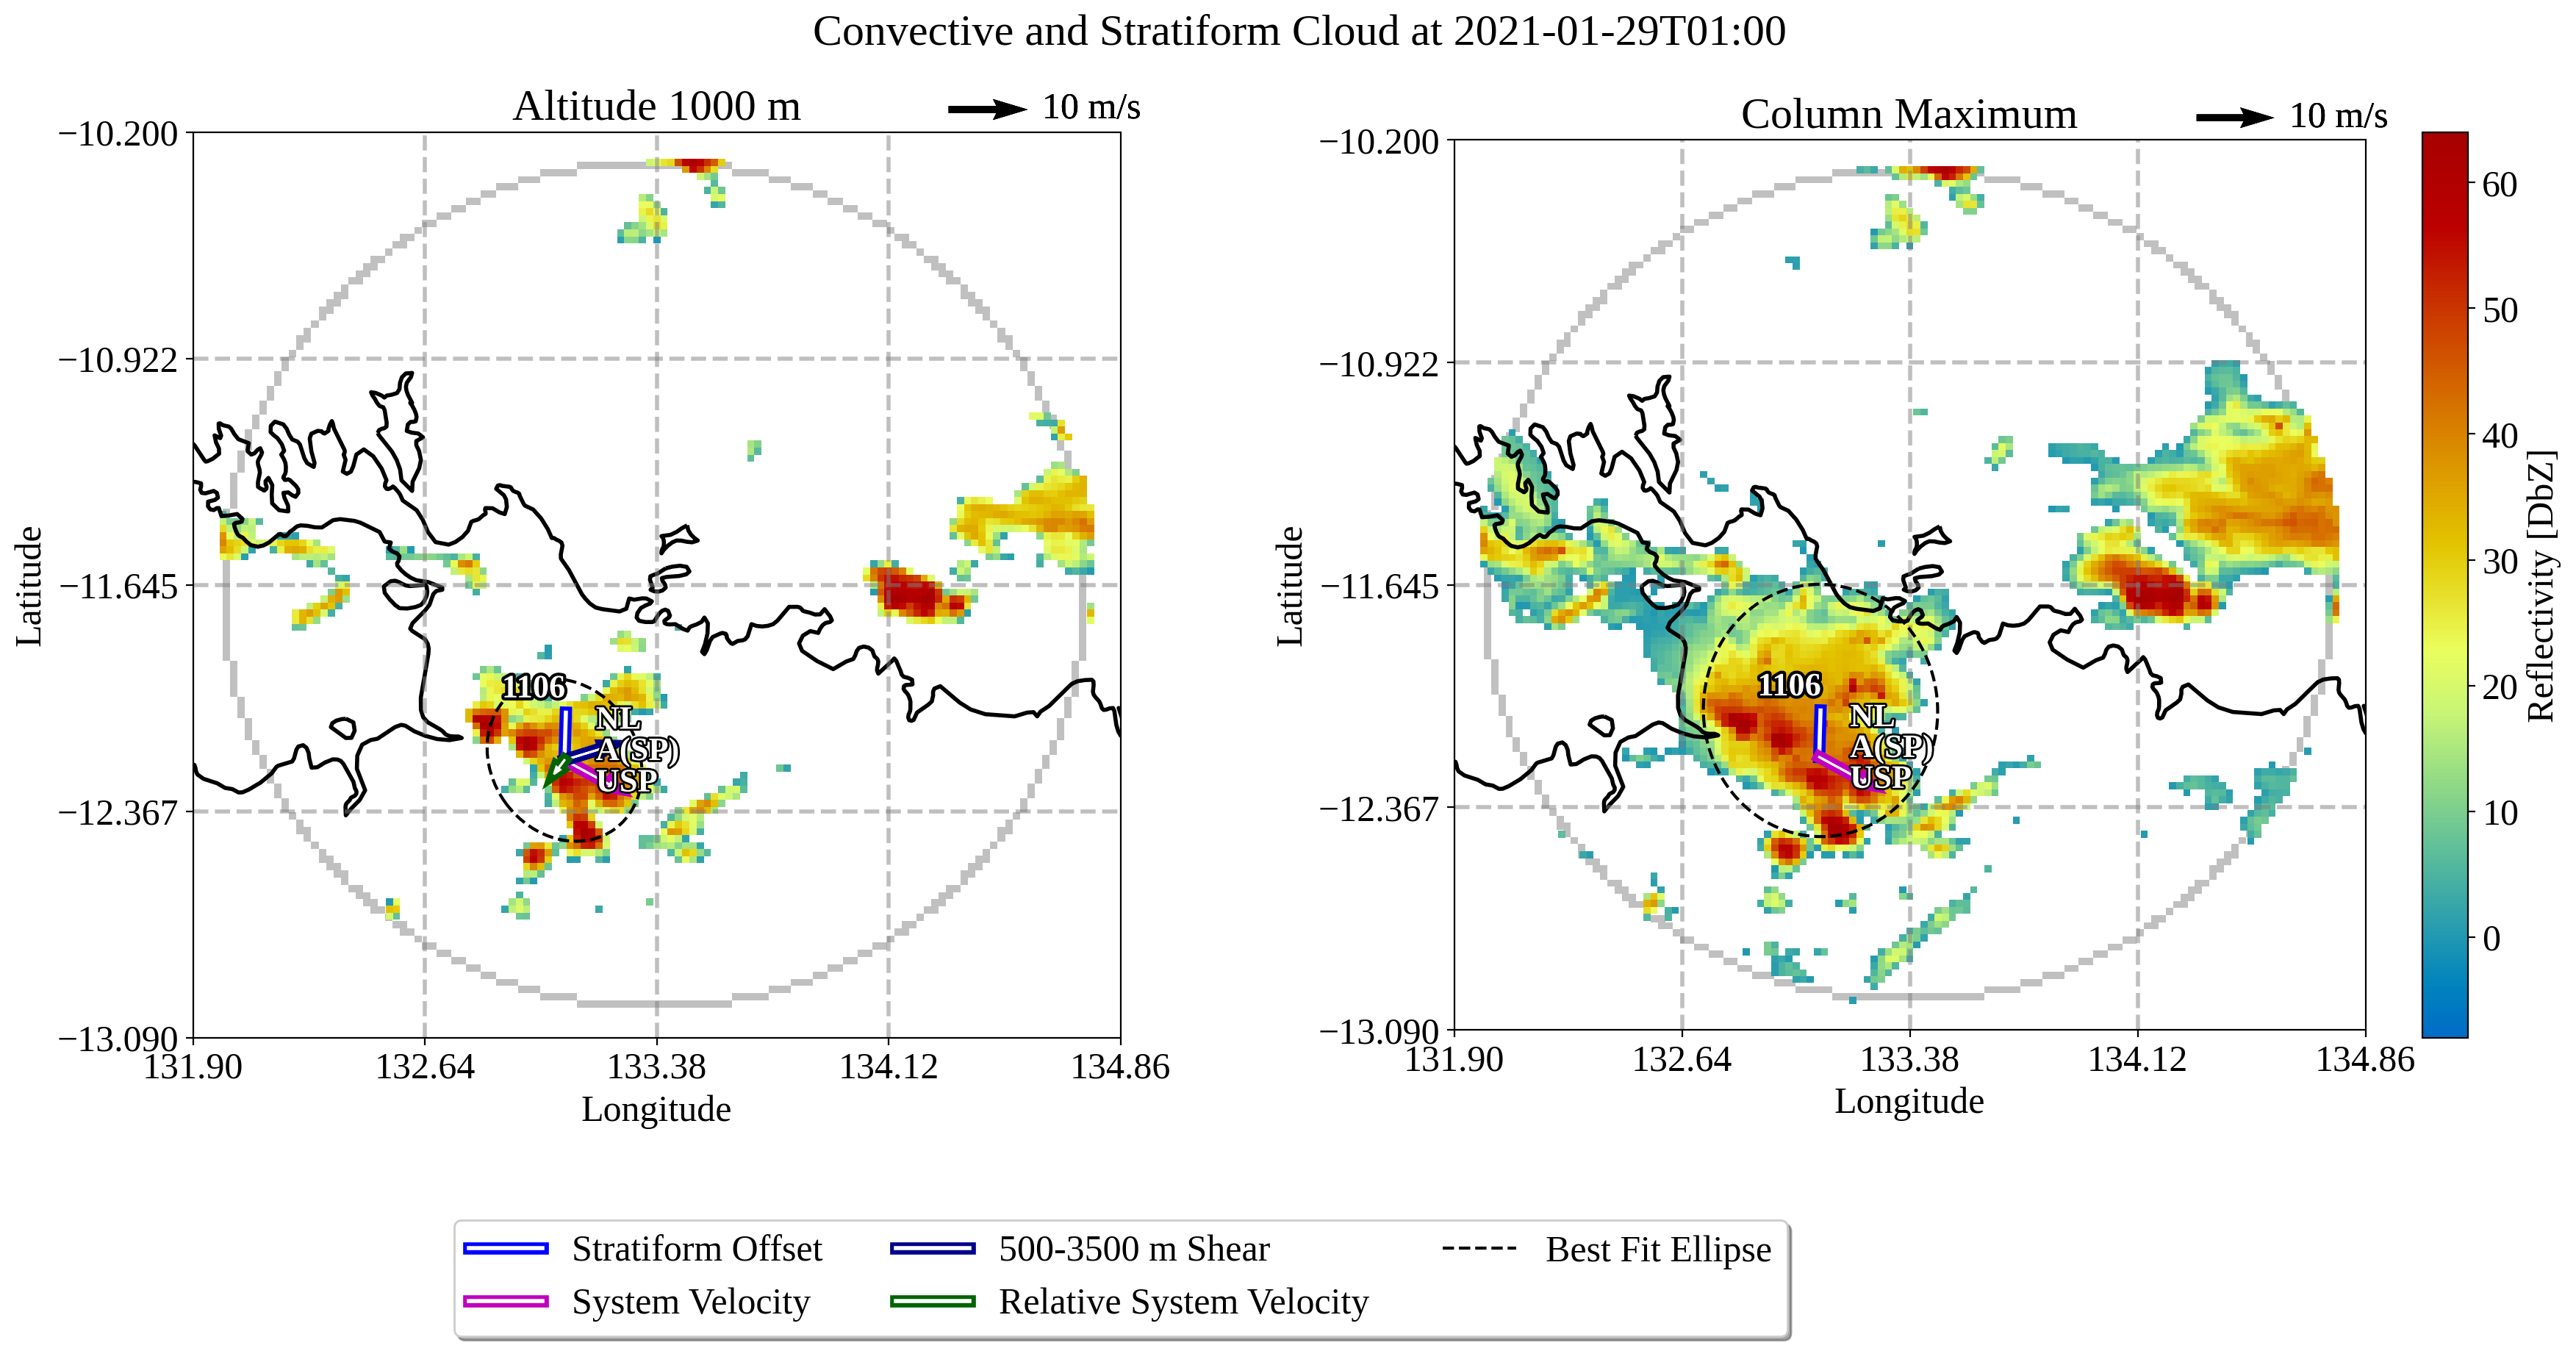 Convective and Stratiform Cloud at 2021-01-29T01:00
Altitude 1000 m
10 m/s
−10.200
−10.922
−11.645
−12.367
−13.090
Latitude
131.90
132.64
133.38
134.12
134.86
Longitude
1106
NL
A(SP)
USP
Column Maximum
10 m/s
−10.200
−10.922
−11.645
−12.367
−13.090
Latitude
131.90
132.64
133.38
134.12
134.86
Longitude
1106
NL
A(SP)
USP
60
50
40
30
20
10
0
Reflectivity [DbZ]
Stratiform Offset
System Velocity
500-3500 m Shear
Relative System Velocity
Best Fit Ellipse